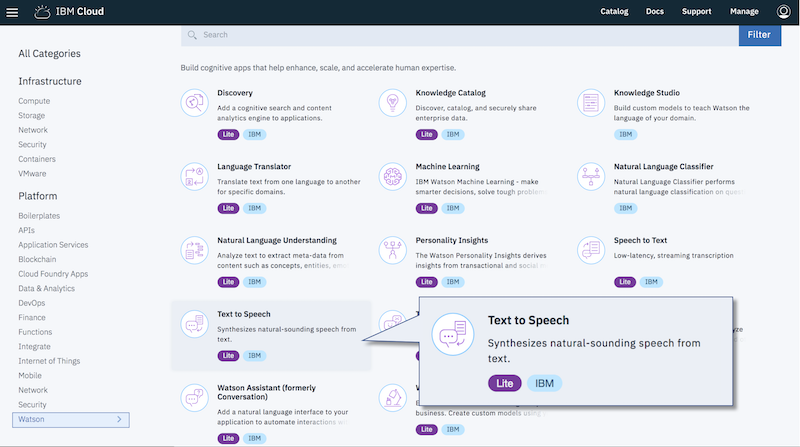 IBM Cloud
Catalog Docs Support Manage
Search
Filter
All Categories
Infrastructure
Compute
Storage
Network
Security
Containers
VMware
Platform
Boilerplates
APIs
Application Services
Blockchain
Cloud Foundry Apps
Data & Analytics
DevOps
Finance
Functions
Integrate
Internet of Things
Mobile
Network
Security
Watson
Build cognitive apps that help enhance, scale, and accelerate human expertise.
Discovery
Add a cognitive search and content
analytics engine to applications.
Lite IBM
Knowledge Catalog
Discover, catalog, and securely share
enterprise data.
Lite IBM
Knowledge Studio
Build custom models to teach Watson the
language of your domain.
IBM
Language Translator
Translate text from one language to another
for specific domains.
Lite IBM
Machine Learning
IBM Watson Machine Learning - make
smarter decisions, solve tough problems
Lite IBM
Natural Language Classifier
Natural Language Classifier performs
natural language classification on
IBM
Natural Language Understanding
Analyze text to extract meta-data from
content such as concepts, entities,
Lite IBM
Personality Insights
The Watson Personality Insights derives
insights from transactional and social
Lite IBM
Speech to Text
Low-latency, streaming transcription
Lite IBM
Text to Speech
Synthesizes natural-sounding speech from
text.
Lite IBM
Text to Speech
Synthesizes natural-sounding speech from
text.
Lite IBM
Watson Assistant (formerly
Conversation)
Add a natural language interface to your
application to automate interactions
Lite IBM
business. Create custom models using
Lite IBM